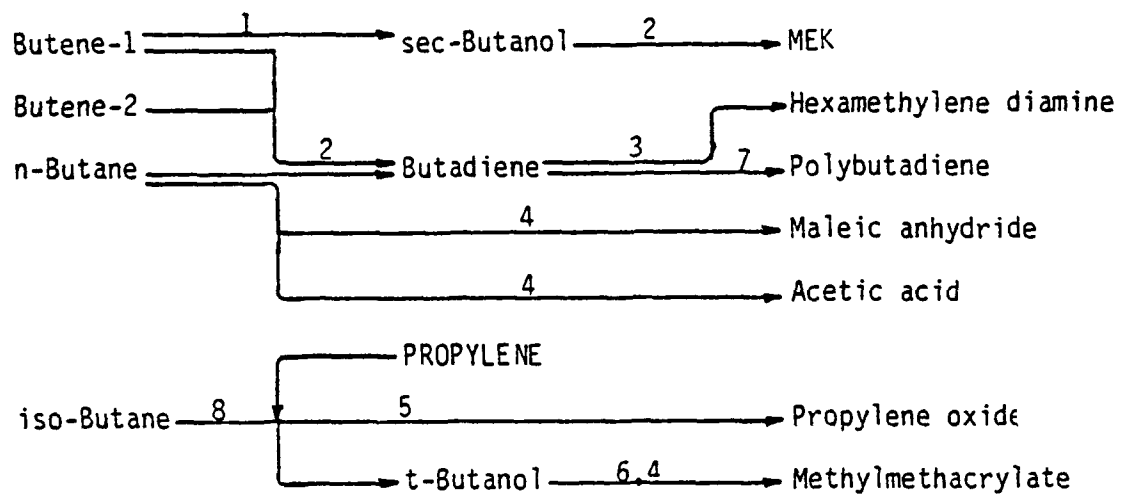 1
Butene-1 sec-Butanol 2 MEK
Butene-2 Hexamethylene diamine
2 3
n-Butane Butadiene 7 Polybutadiene
4 Maleic anhydride
4 Acetic acid
PROPYLENE
iso-Butane 8 5 Propylene oxide
t-Butanol 6,4 Methylmethacrylate